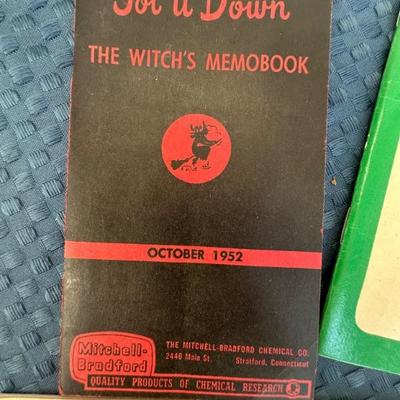 Jot it Down
THE WITCH'S MEMOBOOK
OCTOBER 1952
Mitchell-
Bradford
THE MITCHELL-BRADFORD CHEMICAL CO.
2446 Main St. Stratford, Connecticut
QUALITY PRODUCTS OF CHEMICAL RESEARCH